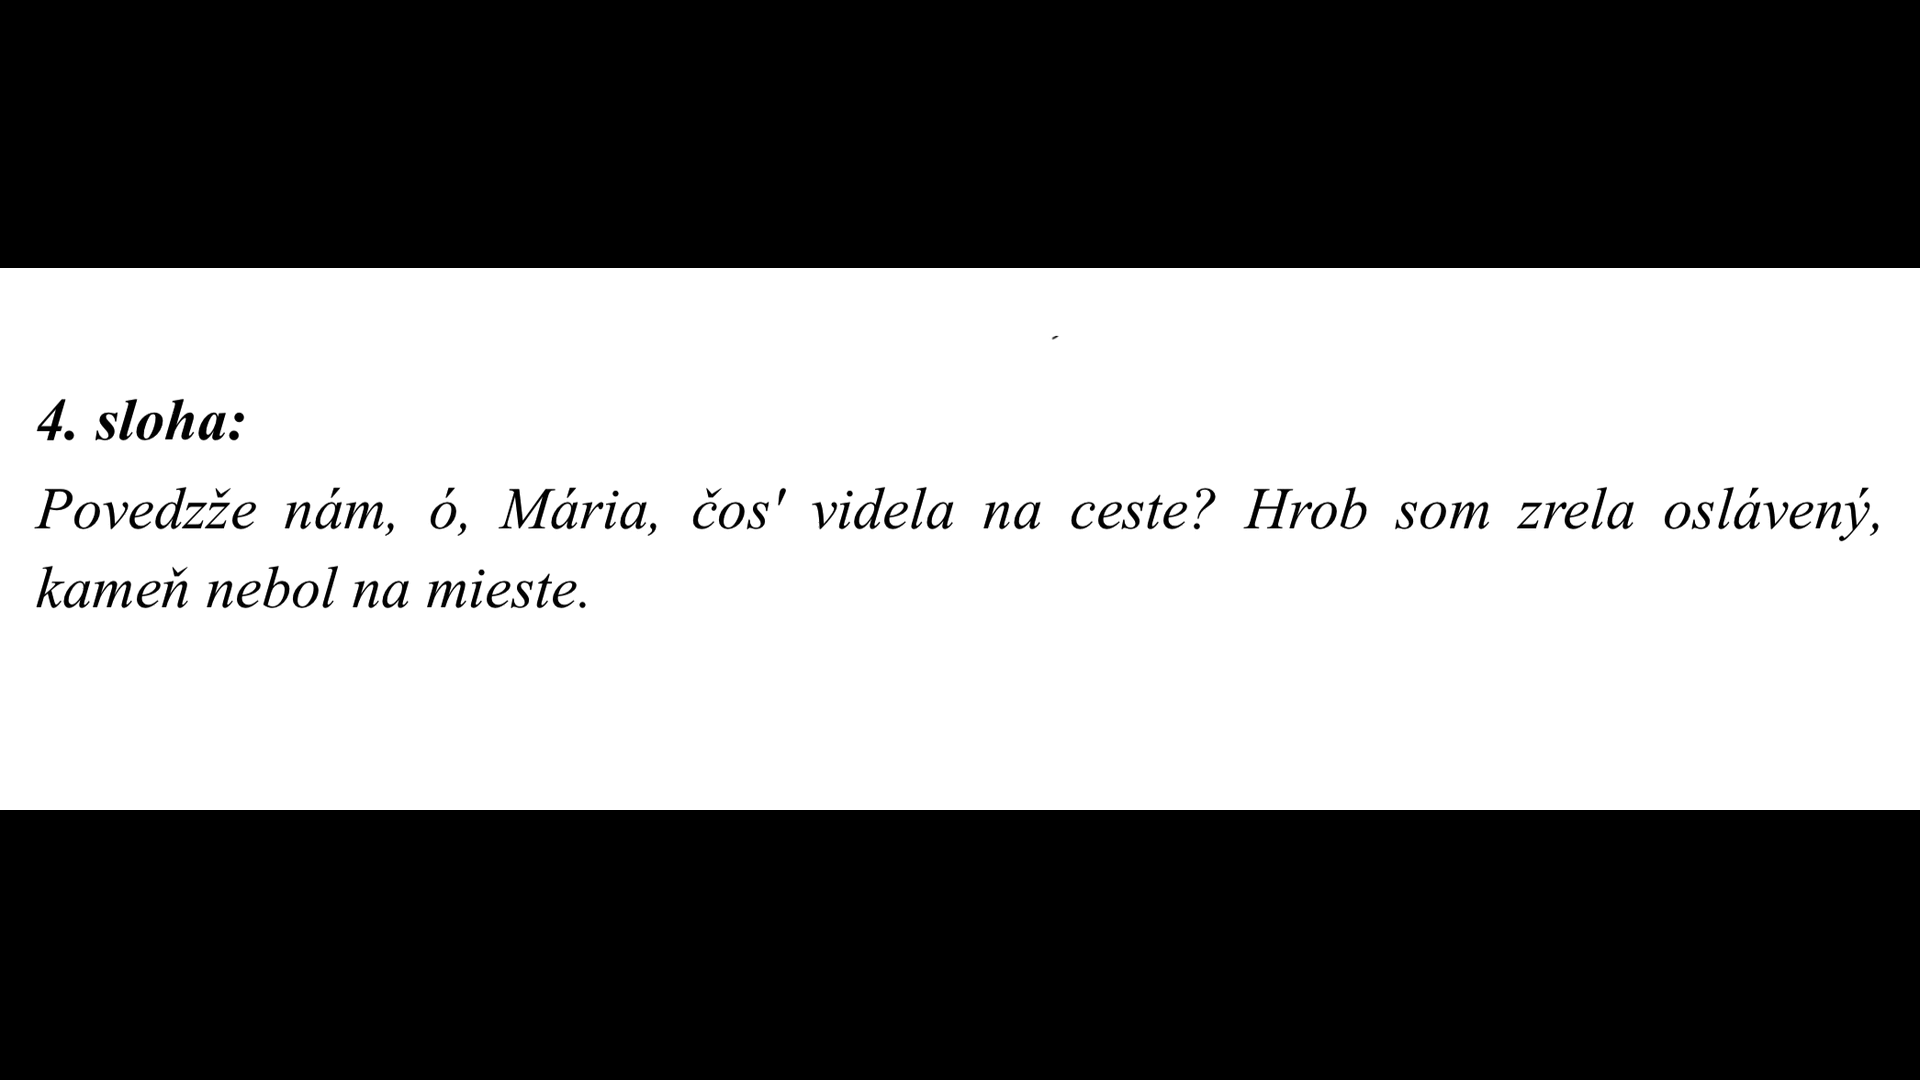 4. sloha:
Povedzže nám, ó, Mária, čos' videla na ceste? Hrob som zrela oslávený,
kameň nebol na mieste.